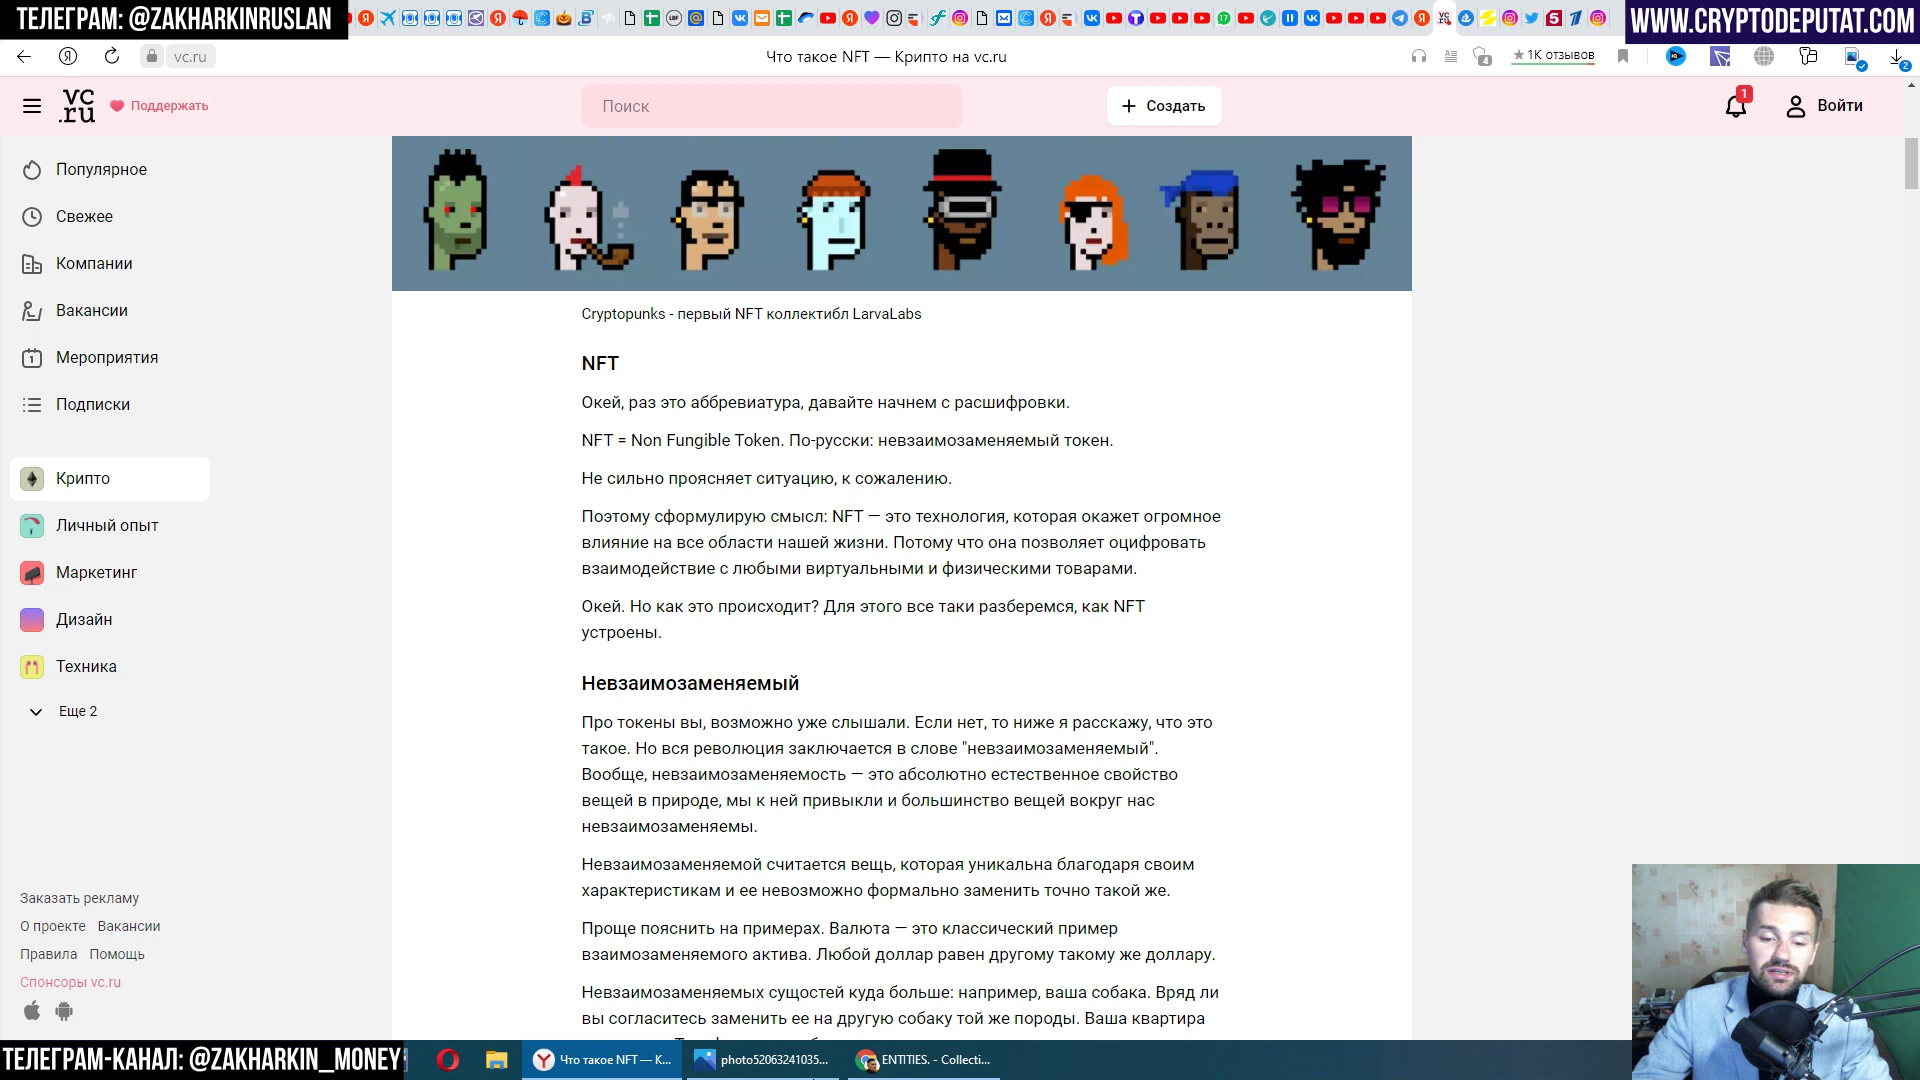 ТЕЛЕГРАМ: @ZAKHARKINRUSLAN
WWW.CRYPTODEPUTAT.COM
vc.ru
Что такое NFT — Крипто на vc.ru
4
★ 1K отзывов
2
vc.ru
Поддержать
Поиск
+ Создать
1
Войти
Популярное
Свежее
Компании
Вакансии
Мероприятия
Подписки
Крипто
Личный опыт
Маркетинг
Дизайн
Техника
Еще 2
Заказать рекламу
О проекте Вакансии
Правила Помощь
Спонсоры vc.ru
Cryptopunks - первый NFT коллектибл LarvaLabs
NFT
Окей, раз это аббревиатура, давайте начнем с расшифровки.
NFT = Non Fungible Token. По-русски: невзаимозаменяемый токен.
Не сильно проясняет ситуацию, к сожалению.
Поэтому сформулирую смысл: NFT — это технология, которая окажет огромное
влияние на все области нашей жизни. Потому что она позволяет оцифровать
взаимодействие с любыми виртуальными и физическими товарами.
Окей. Но как это происходит? Для этого все таки разберемся, как NFT
устроены.
Невзаимозаменяемый
Про токены вы, возможно уже слышали. Если нет, то ниже я расскажу, что это
такое. Но вся революция заключается в слове "невзаимозаменяемый".
Вообще, невзаимозаменяемость — это абсолютно естественное свойство
вещей в природе, мы к ней привыкли и большинство вещей вокруг нас
невзаимозаменяемы.
Невзаимозаменяемой считается вещь, которая уникальна благодаря своим
характеристикам и ее невозможно формально заменить точно такой же.
Проще пояснить на примерах. Валюта — это классический пример
взаимозаменяемого актива. Любой доллар равен другому такому же доллару.
Невзаимозаменяемых сущостей куда больше: например, ваша собака. Вряд ли
вы согласитесь заменить ее на другую собаку той же породы. Ваша квартира
ТЕЛЕГРАМ-КАНАЛ: @ZAKHARKIN_MONEY
Что такое NFT — К...
photo52063241035...
ENTITIES. - Collecti...